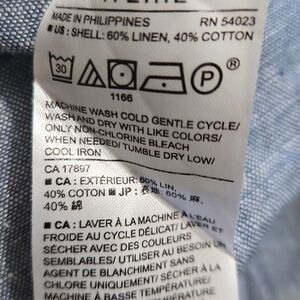 MADE IN PHILIPPINES RN 54023
■ US : SHELL: 60% LINEN, 40% COTTON
30 P ®
1166
MACHINE WASH COLD GENTLE CYCLE/
WASH AND DRY WITH LIKE COLORS/
ONLY NON-CHLORINE BLEACH
WHEN NEEDED/ TUMBLE DRY LOW/
COOL IRON
CA 17897
■ CA : EXTÉRIEUR: 60% LIN,
40% COTON ■ JP : 表地: 60% 麻,
40% 綿
■ CA : LAVER À LA MACHINE À L'EAU
FROIDE AU CYCLE DÉLICAT/ LAVER ET
SÉCHER AVEC DES COULEURS
SEMBLABLES/ UTILISER AU BESOIN UN
AGENT DE BLANCHIMENT SANS
CHLORE UNIQUEMENT/ SÉCHER À LA
MACHINE À BASSE TEMPÉRATURE/